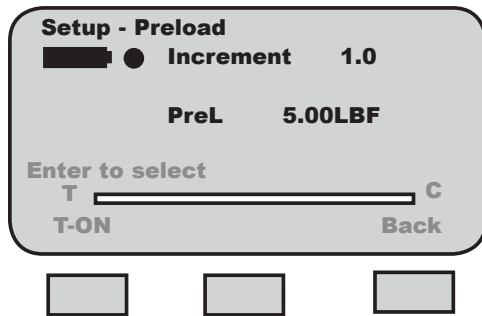 Setup - Preload
Increment 1.0
PreL 5.00LBF
Enter to select
T C
T-ON Back